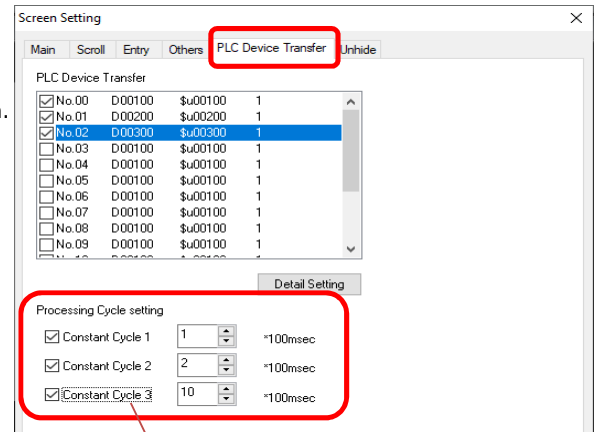 Screen Setting
Main Scroll Entry Others PLC Device Transfer Unhide
PLC Device Transfer
No.00 D00100 $u00100 1
No.01 D00200 $u00200 1
No.02 D00300 $u00300 1
No.03 D00100 $u00100 1
No.04 D00100 $u00100 1
No.05 D00100 $u00100 1
No.06 D00100 $u00100 1
No.07 D00100 $u00100 1
No.08 D00100 $u00100 1
No.09 D00100 $u00100 1
Detail Setting
Processing Cycle setting
Constant Cycle 1 1 *100msec
Constant Cycle 2 2 *100msec
Constant Cycle 3 10 *100msec